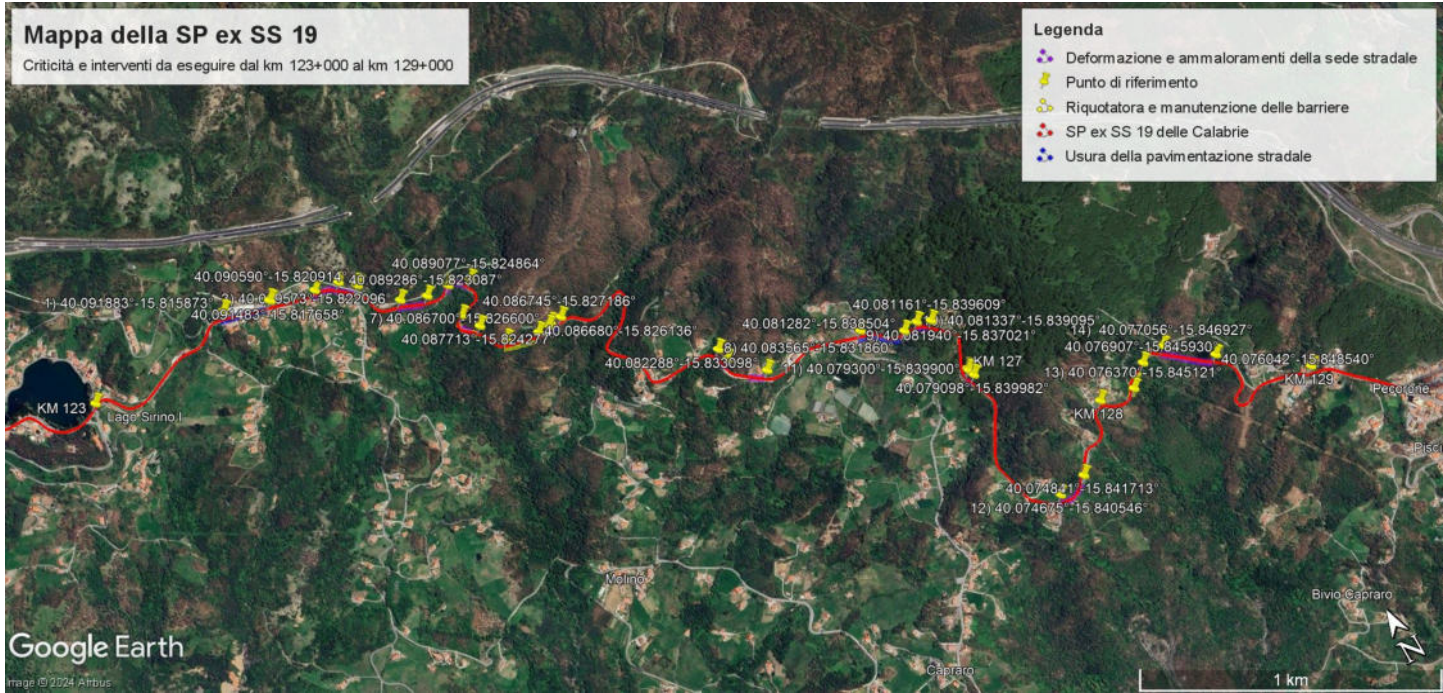 Mappa della SP ex SS 19
Criticità e interventi da eseguire dal km 123+000 al km 129+000
Legenda
Deformazione e ammaloramenti della sede stradale
Punto di riferimento
Riquotatora e manutenzione delle barriere
SP ex SS 19 delle Calabrie
Usura della pavimentazione stradale
40.089077°-15.824864°
40.090590°-15.820914°
40.089286°-15.823087°
1) 40.091883°-15.815873°
40.091483°-15.817658°
40.086745°-15.827186°
7) 40.086700°-15.826600°
40.086680°-15.826136°
40.087713°-15.824277°
40.081161°-15.839609°
40.081282°-15.838504°
40.081337°-15.839095°
9) 40.081940°-15.837021°
8) 40.083565°-15.831860°
40.082288°-15.833098°
11) 40.079300°-15.839900°
KM 127
40.079098°-15.839982°
14) 40.077056°-15.846927°
40.076907°-15.845930°
40.076042°-15.848540°
13) 40.076370°-15.845121°
KM 129
Pecorone
KM 123
Lago Sirino I
KM 128
Pisci
40.074841°-15.841713°
12) 40.074675°-15.840546°
Molino
Bivio Capraro
Capraro
N
Google Earth
Image © 2024 Airbus
1 km